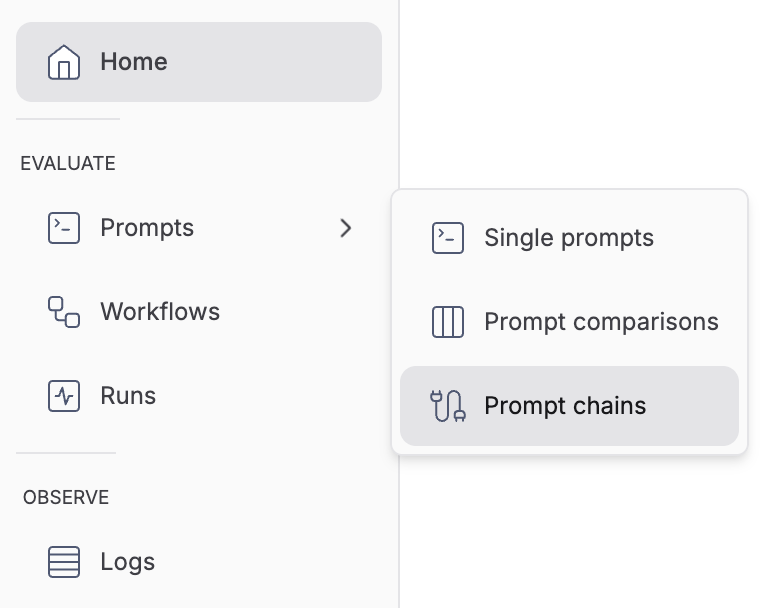 Home
EVALUATE
Prompts
Single prompts
Prompt comparisons
Prompt chains
Workflows
Runs
OBSERVE
Logs